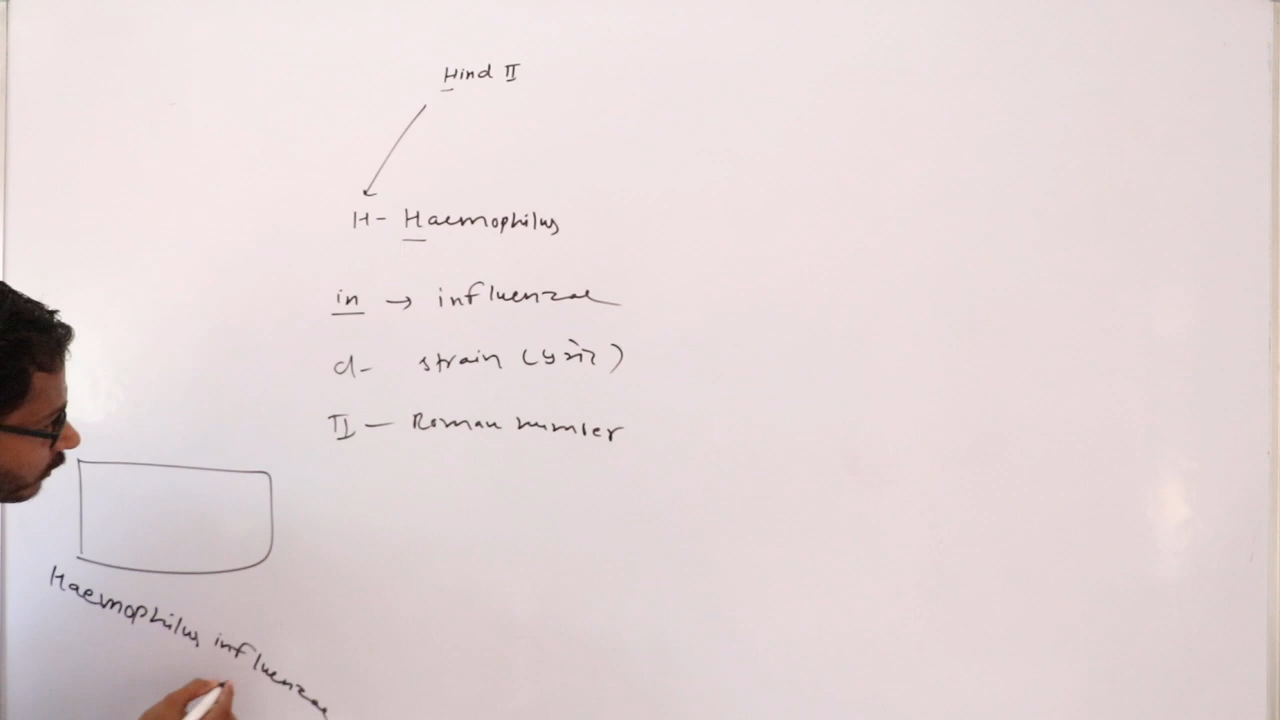 Hind II
H- Haemophilus
in → influenzae
d- strain
II — Roman number
Haemophilus influenzae